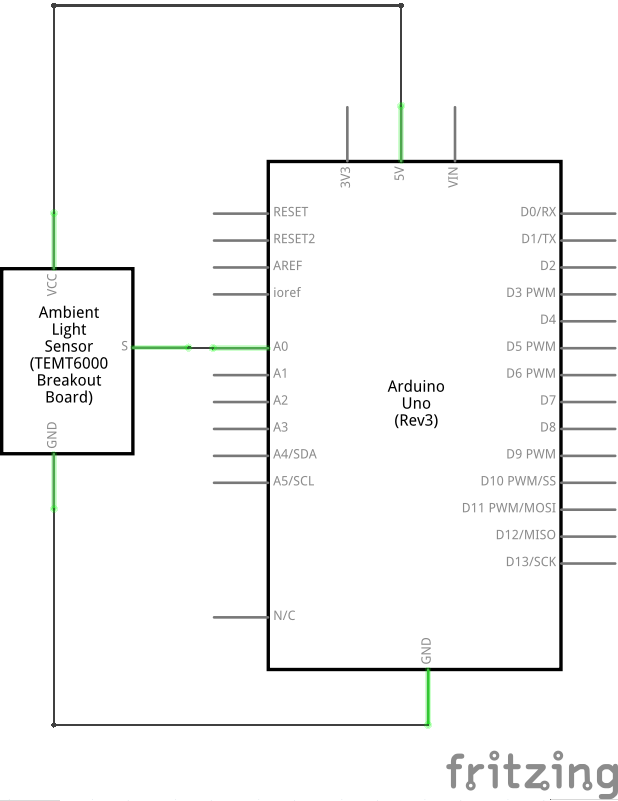 3V3
5V
VIN
RESET
RESET2
AREF
ioref
A0
A1
A2
A3
A4/SDA
A5/SCL
N/C
D0/RX
D1/TX
D2
D3 PWM
D4
D5 PWM
D6 PWM
D7
D8
D9 PWM
D10 PWM/SS
D11 PWM/MOSI
D12/MISO
D13/SCK
GND
Arduino
Uno
(Rev3)
VCC
Ambient
Light
Sensor
(TEMT6000
Breakout
Board)
S
GND
fritzing